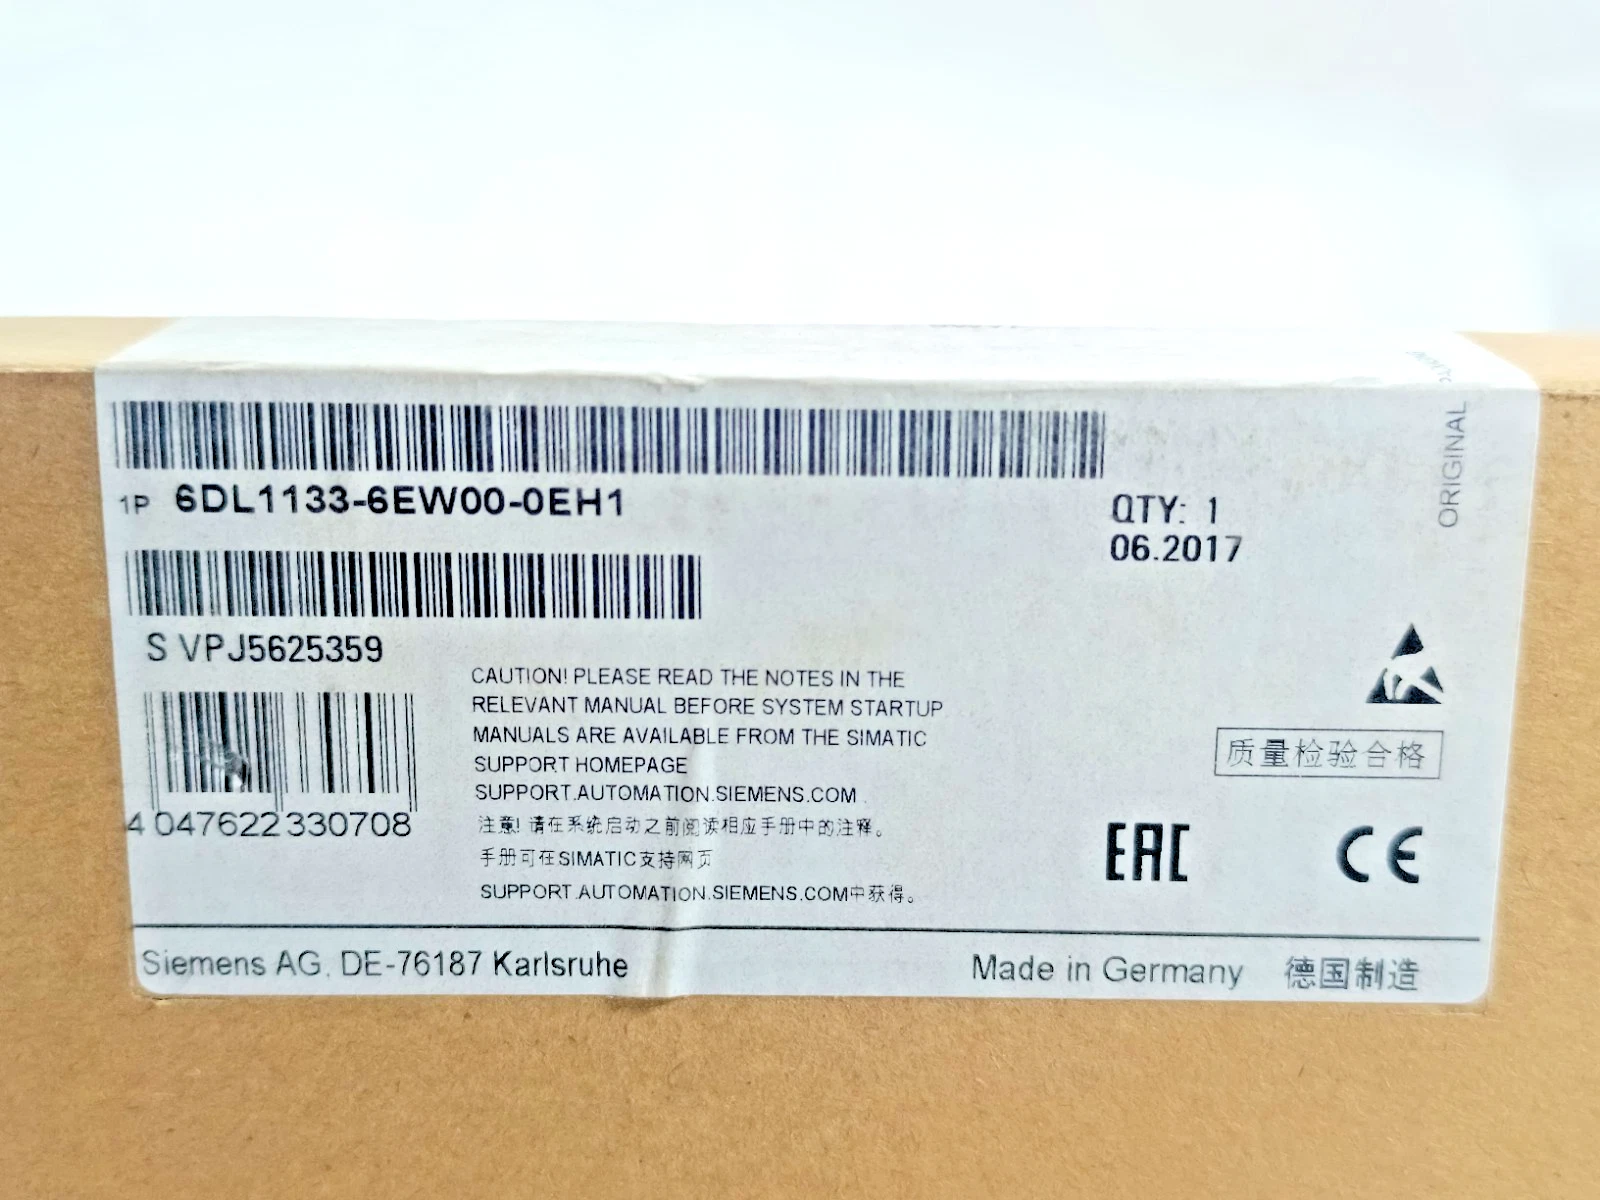 1P 6DL1133-6EW00-0EH1
QTY: 1
06.2017
ORIGINAL
S VPJ5625359
CAUTION! PLEASE READ THE NOTES IN THE
RELEVANT MANUAL BEFORE SYSTEM STARTUP
MANUALS ARE AVAILABLE FROM THE SIMATIC
SUPPORT HOMEPAGE
SUPPORT.AUTOMATION.SIEMENS.COM
注意! 请在系统启动之前阅读相应手册中的注释。
手册可在SIMATIC支持网页
SUPPORT.AUTOMATION.SIEMENS.COM中获得。
4 047622 330708
质量检验合格
EAC
CE
Siemens AG, DE-76187 Karlsruhe
Made in Germany 德国制造